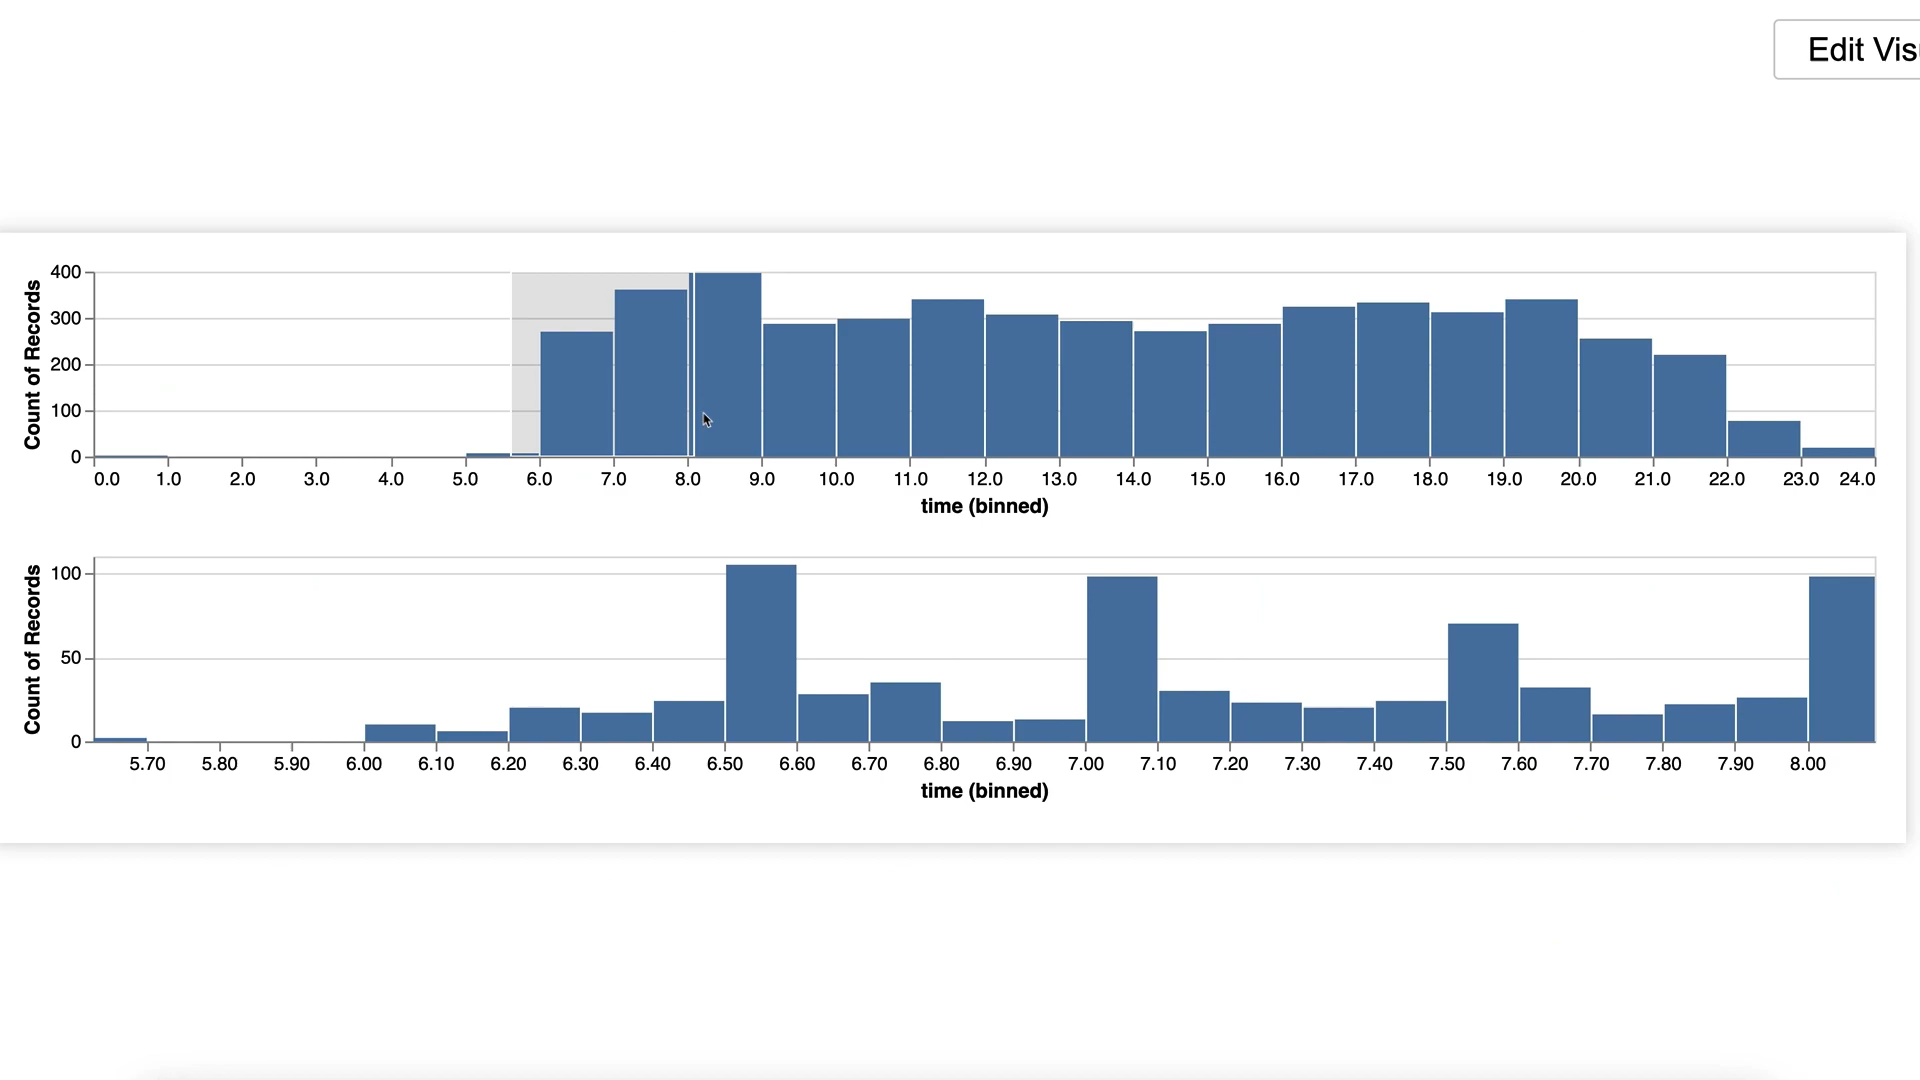 Edit Vis
400
300
200
100
0
Count of Records
0.0 1.0 2.0 3.0 4.0 5.0 6.0 7.0 8.0 9.0 10.0 11.0 12.0 13.0 14.0 15.0 16.0 17.0 18.0 19.0 20.0 21.0 22.0 23.0 24.0
time (binned)
100
50
0
Count of Records
5.70 5.80 5.90 6.00 6.10 6.20 6.30 6.40 6.50 6.60 6.70 6.80 6.90 7.00 7.10 7.20 7.30 7.40 7.50 7.60 7.70 7.80 7.90 8.00
time (binned)